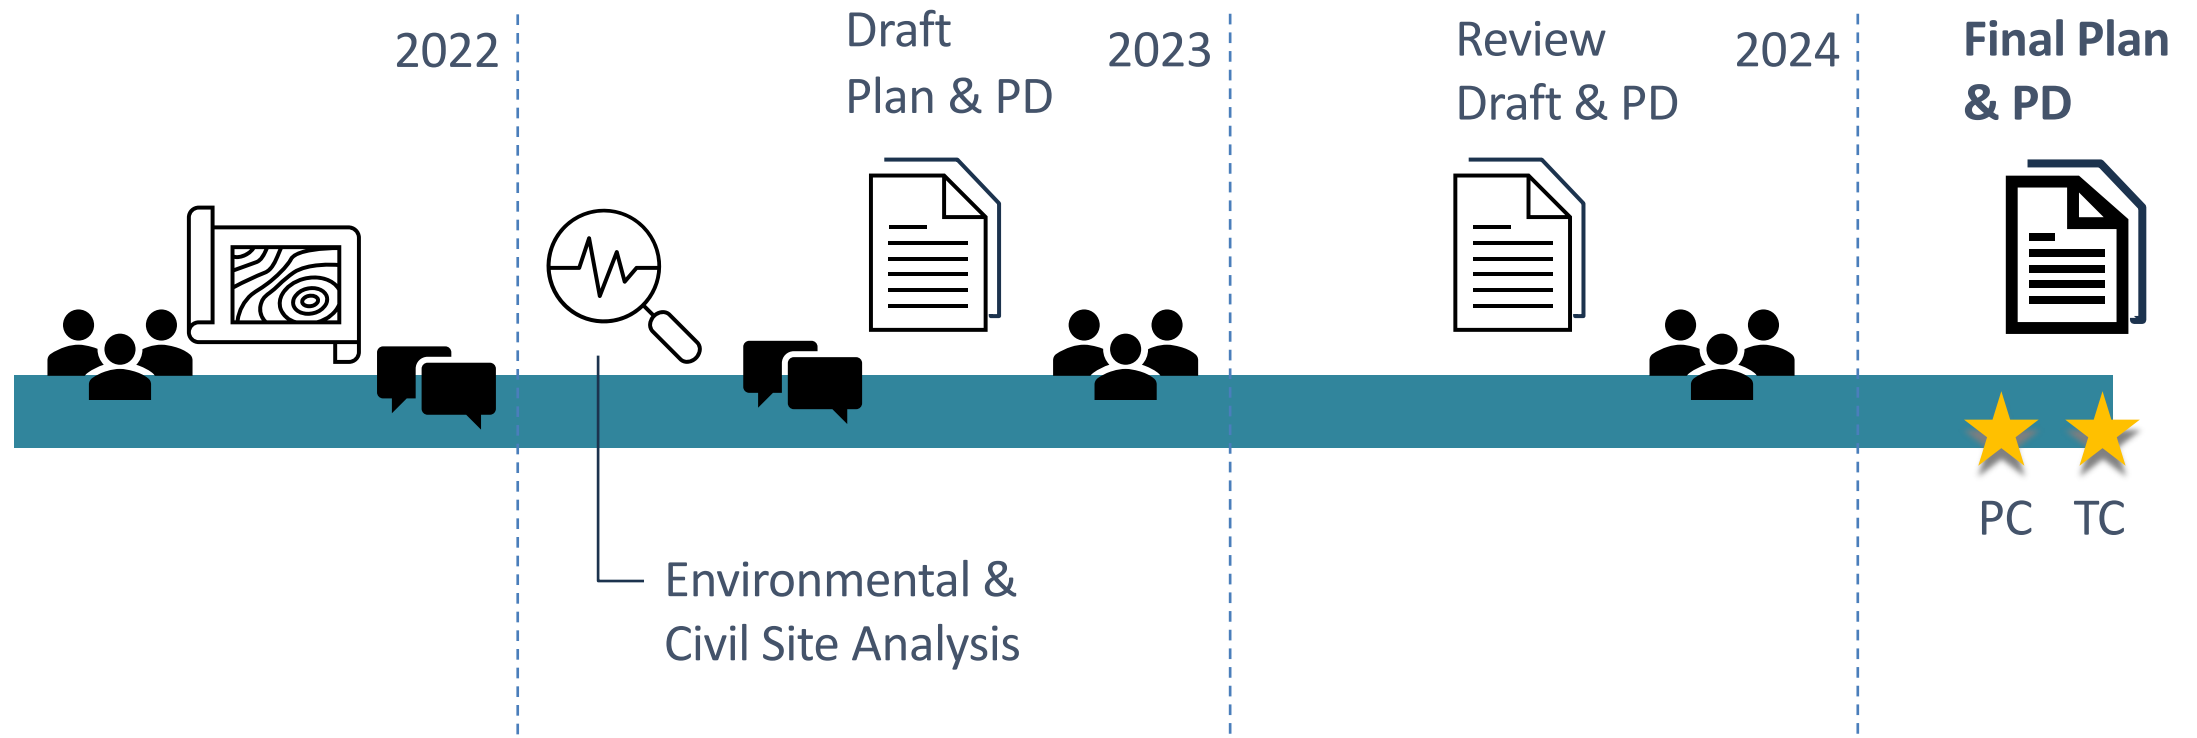 2022
Draft
Plan & PD
2023
Review
Draft & PD
2024
Final Plan
& PD
PC
TC
Environmental &
Civil Site Analysis